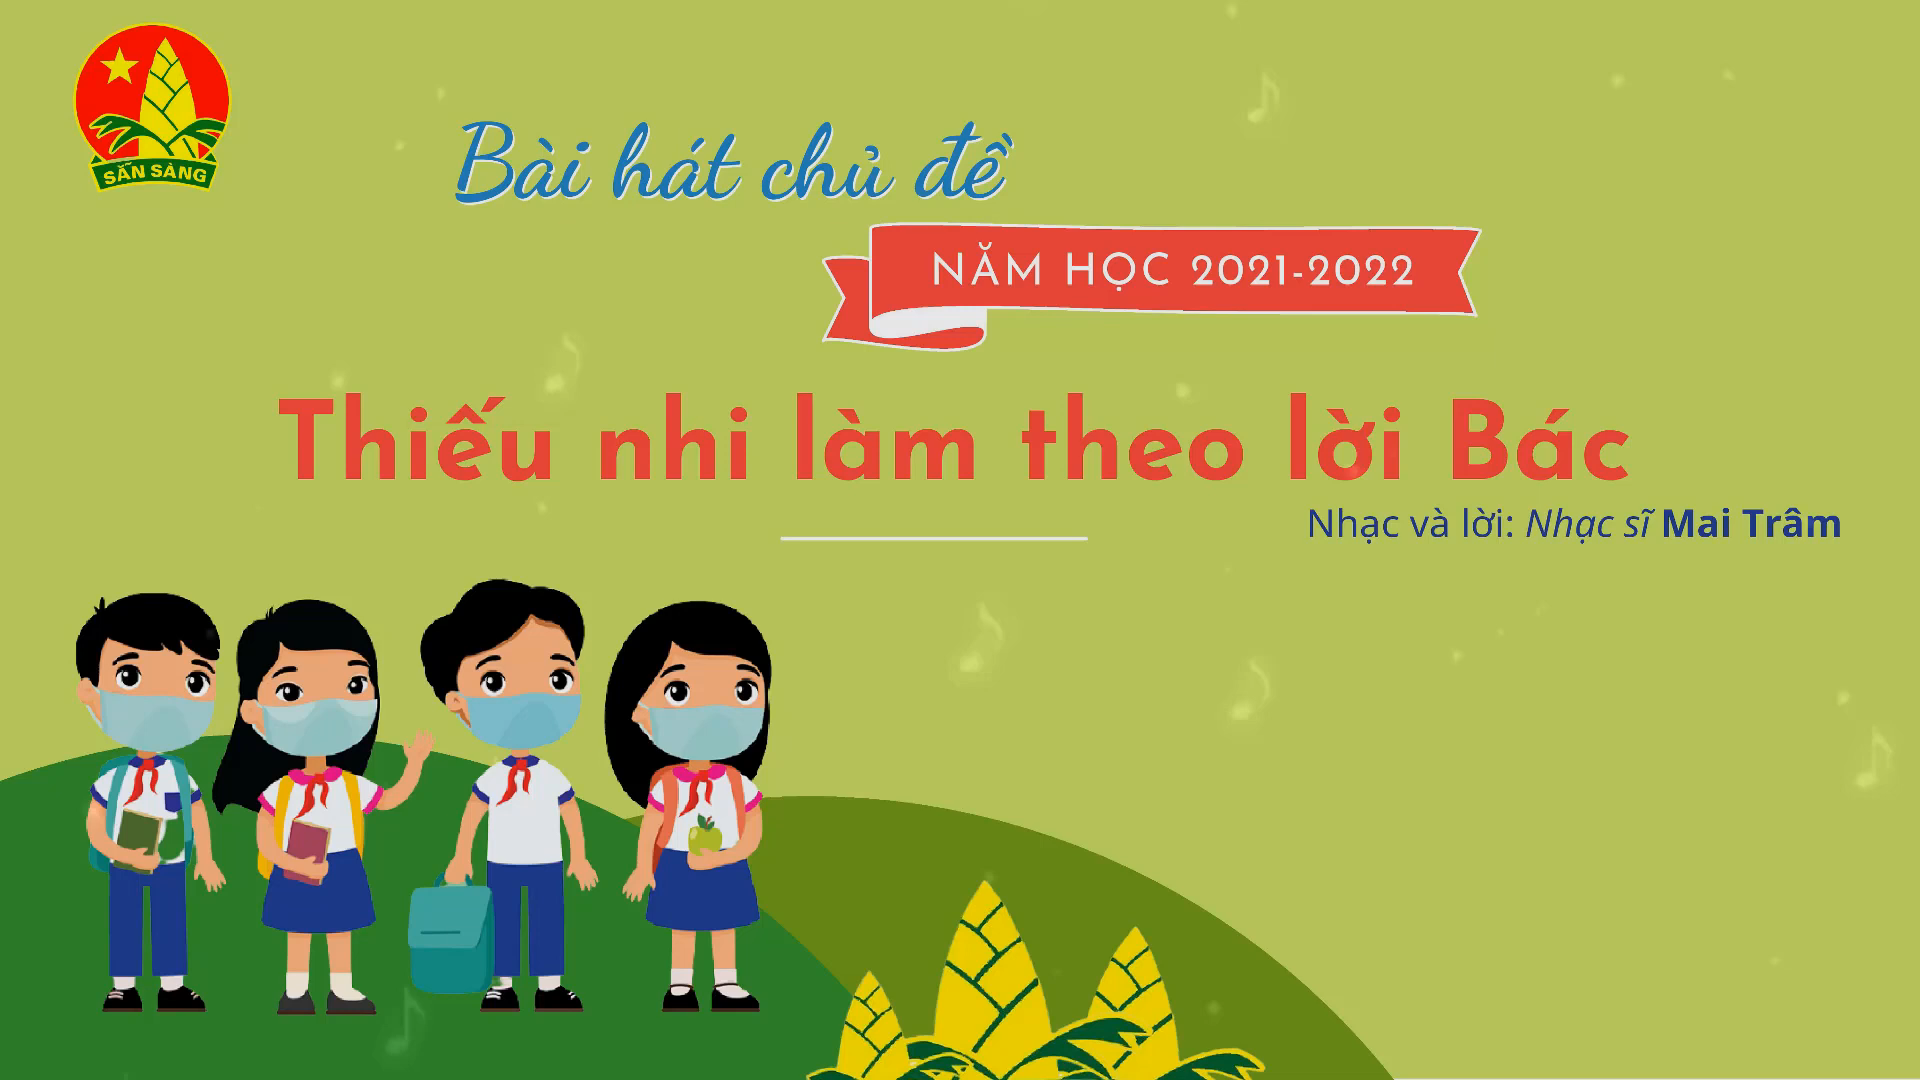 SẴN SÀNG
Bài hát chủ đề
NĂM HỌC 2021-2022
Thiếu nhi làm theo lời Bác
Nhạc và lời: Nhạc sĩ Mai Trâm